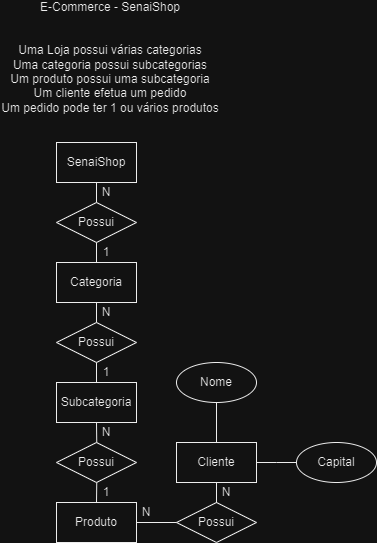 E-Commerce - SenaiShop
Uma Loja possui várias categorias
Uma categoria possui subcategorias
Um produto possui uma subcategoria
Um cliente efetua um pedido
Um pedido pode ter 1 ou vários produtos
SenaiShop
N
Possui
1
Categoria
N
Possui
1
Nome
Subcategoria
N
Possui
Cliente
Capital
1
N
N
Produto
Possui